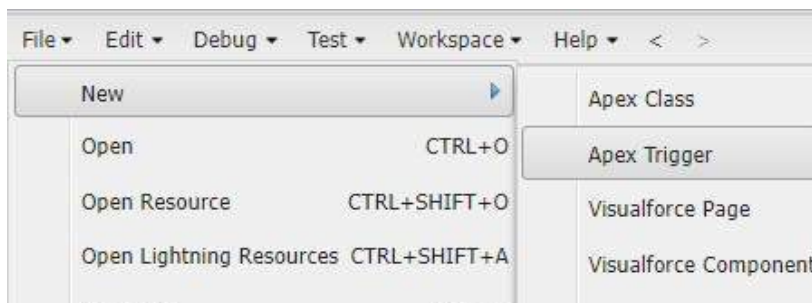 File Edit Debug Test Workspace Help < >
New
Open CTRL+O
Open Resource CTRL+SHIFT+O
Open Lightning Resources CTRL+SHIFT+A
Apex Class
Apex Trigger
Visualforce Page
Visualforce Component